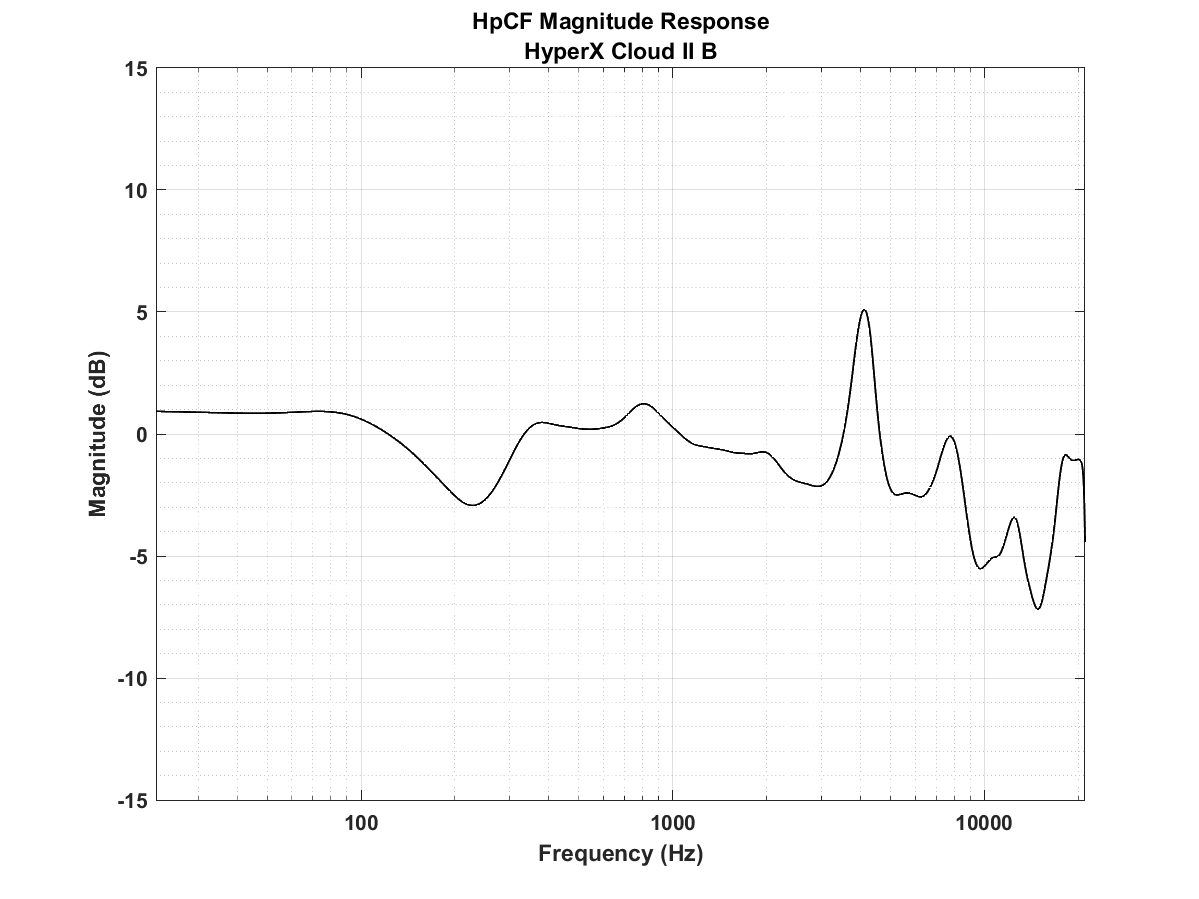 HpCF Magnitude Response
HyperX Cloud II B
15
10
5
0
-5
-10
-15
Magnitude (dB)
100
1000
10000
Frequency (Hz)